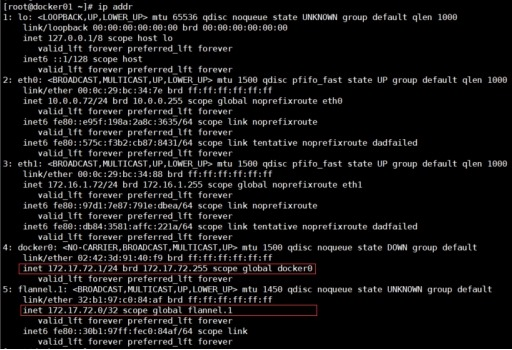 [root@docker01 ~]# ip addr
1: lo: <LOOPBACK,UP,LOWER_UP> mtu 65536 qdisc noqueue state UNKNOWN group default qlen 1000
link/loopback 00:00:00:00:00:00 brd 00:00:00:00:00:00
inet 127.0.0.1/8 scope host lo
valid_lft forever preferred_lft forever
inet6 ::1/128 scope host
valid_lft forever preferred_lft forever
2: eth0: <BROADCAST,MULTICAST,UP,LOWER_UP> mtu 1500 qdisc pfifo_fast state UP group default qlen 1000
link/ether 00:0c:29:bc:34:7e brd ff:ff:ff:ff:ff:ff
inet 10.0.0.72/24 brd 10.0.0.255 scope global noprefixroute eth0
valid_lft forever preferred_lft forever
inet6 fe80::e95f:198a:2a8c:3635/64 scope link noprefixroute
valid_lft forever preferred_lft forever
inet6 fe80::575c:f3b2:cb87:8431/64 scope link tentative noprefixroute dadfailed
valid_lft forever preferred_lft forever
3: eth1: <BROADCAST,MULTICAST,UP,LOWER_UP> mtu 1500 qdisc pfifo_fast state UP group default qlen 1000
link/ether 00:0c:29:bc:34:88 brd ff:ff:ff:ff:ff:ff
inet 172.16.1.72/24 brd 172.16.1.255 scope global noprefixroute eth1
valid_lft forever preferred_lft forever
inet6 fe80::97d1:7e87:791e:dbea/64 scope link noprefixroute
valid_lft forever preferred_lft forever
inet6 fe80::db84:3581:affc:221a/64 scope link tentative noprefixroute dadfailed
valid_lft forever preferred_lft forever
4: docker0: <NO-CARRIER,BROADCAST,MULTICAST,UP> mtu 1500 qdisc noqueue state DOWN group default
link/ether 02:42:3d:91:40:f9 brd ff:ff:ff:ff:ff:ff
inet 172.17.72.1/24 brd 172.17.72.255 scope global docker0
valid_lft forever preferred_lft forever
5: flannel.1: <BROADCAST,MULTICAST,UP,LOWER_UP> mtu 1450 qdisc noqueue state UNKNOWN group default
link/ether 32:b1:97:c0:84:af brd ff:ff:ff:ff:ff:ff
inet 172.17.72.0/32 scope global flannel.1
valid_lft forever preferred_lft forever
inet6 fe80::30b1:97ff:fec0:84af/64 scope link
valid_lft forever preferred_lft forever